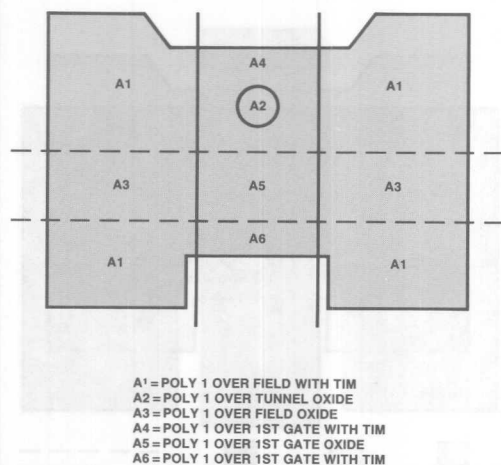 A4
A1
A1
A2
A3
A5
A3
A6
A1
A1
A¹ = POLY 1 OVER FIELD WITH TIM
A2 = POLY 1 OVER TUNNEL OXIDE
A3 = POLY 1 OVER FIELD OXIDE
A4 = POLY 1 OVER 1ST GATE WITH TIM
A5 = POLY 1 OVER 1ST GATE OXIDE
A6 = POLY 1 OVER 1ST GATE WITH TIM